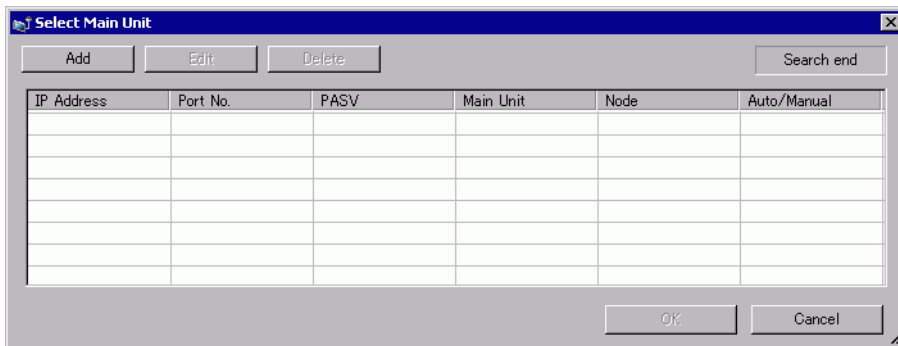 Select Main Unit
Add Edit Delete Search end
IP Address Port No. PASV Main Unit Node Auto/Manual
OK Cancel